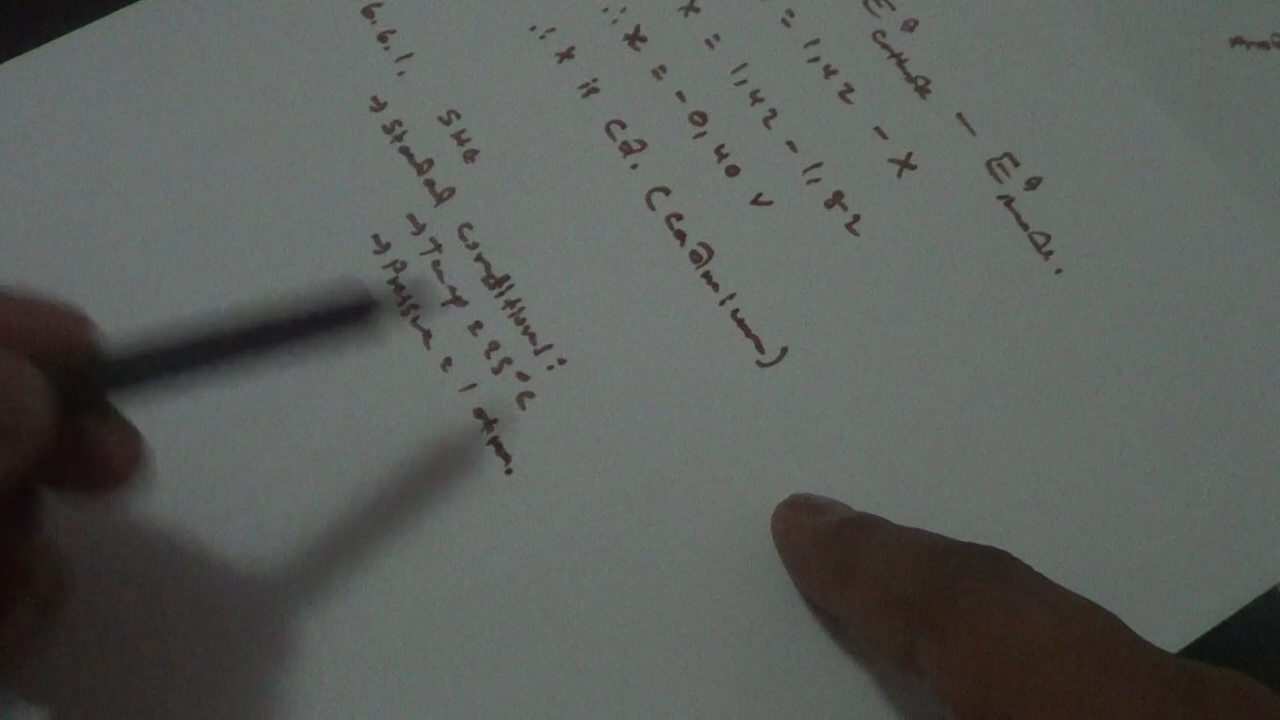 E° cathode - E° anode.
= 1,42 - x
x = 1,42 - 1,82
∴ x = -0,40 v
∴ x is Cd. (Cadmium)
6.6.1. SHE
→ Standard conditions:
→ Temp = 25 °C
→ Pressure = 1 atm.